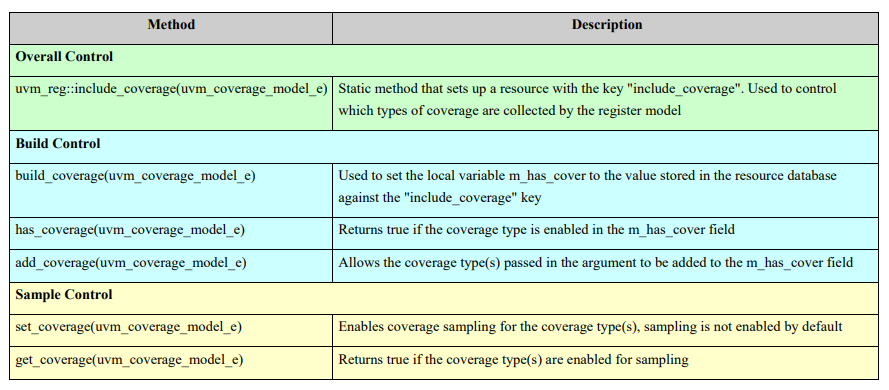 Method Description
Overall Control
uvm_reg::include_coverage(uvm_coverage_model_e) Static method that sets up a resource with the key "include_coverage". Used to control
which types of coverage are collected by the register model
Build Control
build_coverage(uvm_coverage_model_e) Used to set the local variable m_has_cover to the value stored in the resource database
against the "include_coverage" key
has_coverage(uvm_coverage_model_e) Returns true if the coverage type is enabled in the m_has_cover field
add_coverage(uvm_coverage_model_e) Allows the coverage type(s) passed in the argument to be added to the m_has_cover field
Sample Control
set_coverage(uvm_coverage_model_e) Enables coverage sampling for the coverage type(s), sampling is not enabled by default
get_coverage(uvm_coverage_model_e) Returns true if the coverage type(s) are enabled for sampling